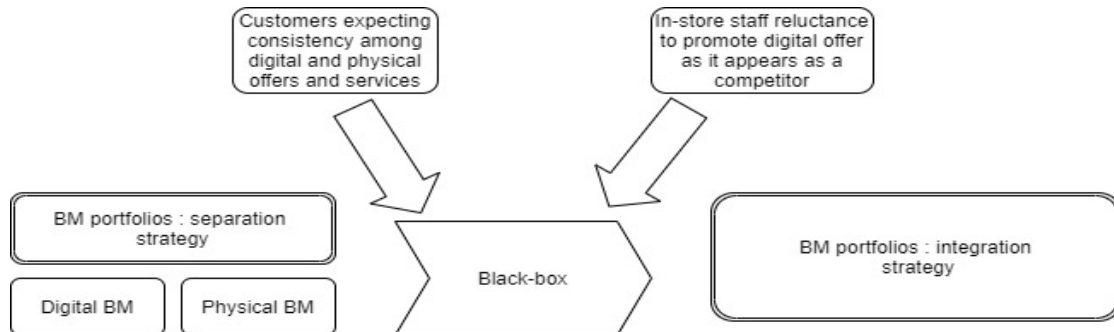 Customers expecting
consistency among
digital and physical
offers and services
In-store staff reluctance
to promote digital offer
as it appears as a
competitor
BM portfolios : separation
strategy
Digital BM
Physical BM
Black-box
BM portfolios : integration
strategy